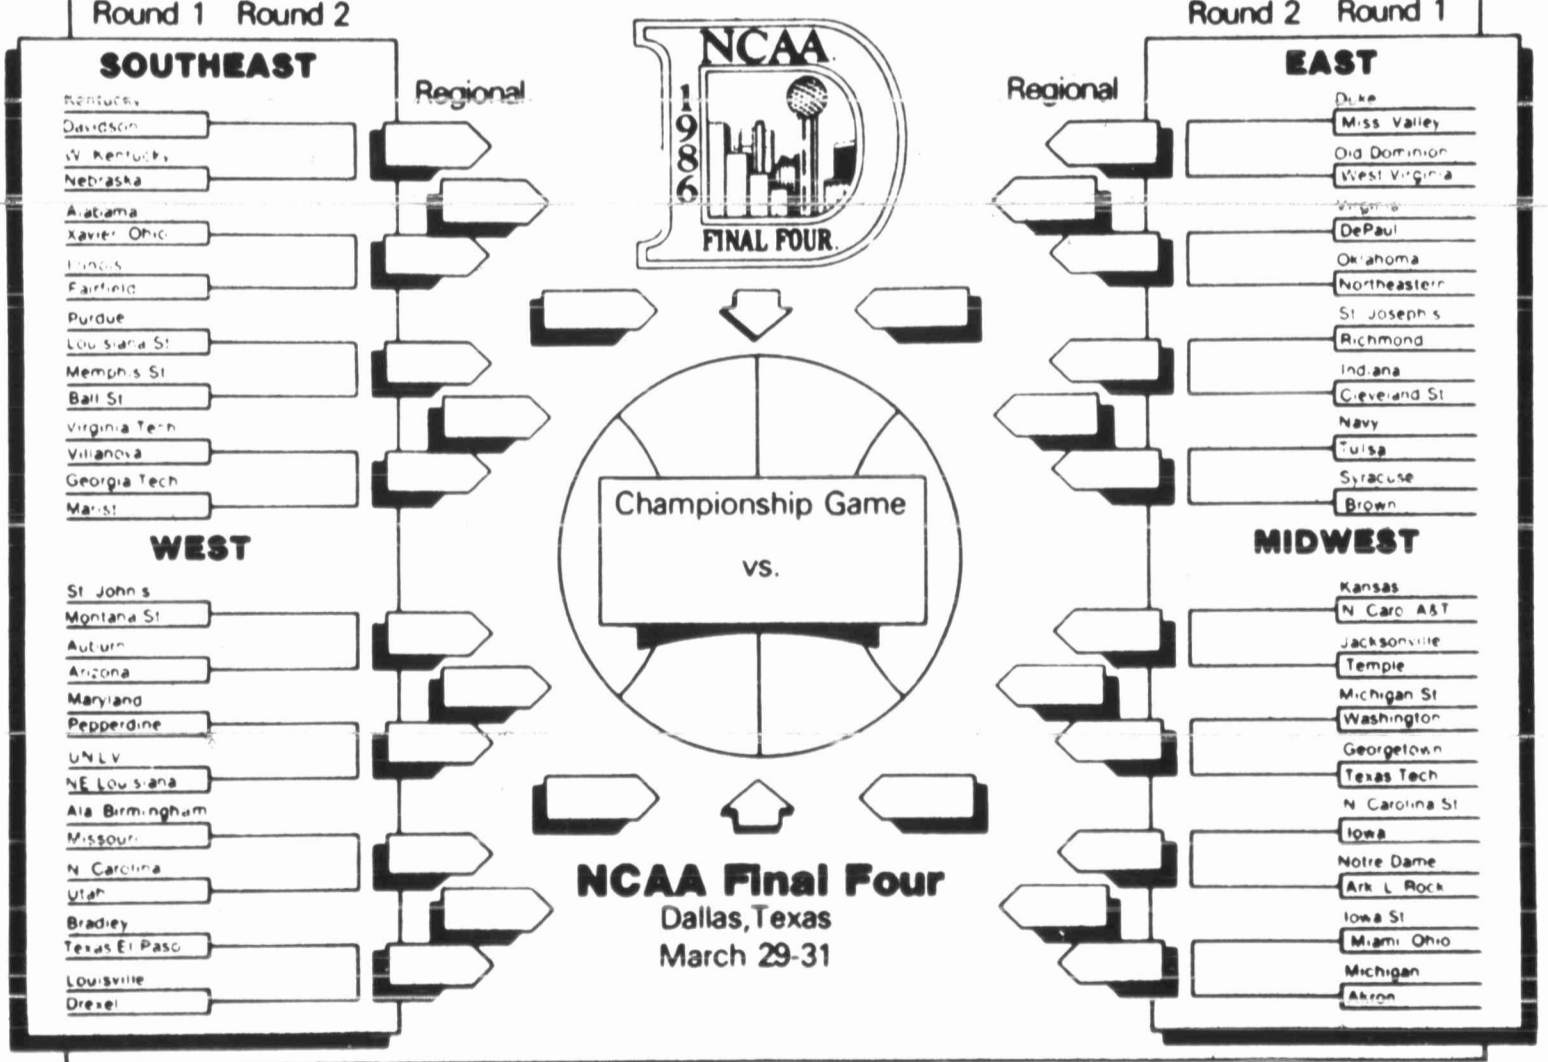 Round 1 Round 2
SOUTHEAST
Kentucky
Davidson
W. Kentucky
Nebraska
Alabama
Xavier Ohio
Illinois
Fairfield
Purdue
Louisiana St
Memphis St
Ball St
Virginia Tech
Villanova
Georgia Tech
Marist
WEST
St John's
Montana St
Auburn
Arizona
Maryland
Pepperdine
UNLV
NE Louisiana
Ala Birmingham
Missouri
N Carolina
Utah
Bradley
Texas El Paso
Louisville
Drexel
Regional
NCAA
1986
FINAL FOUR
Championship Game
vs.
NCAA Final Four
Dallas,Texas
March 29-31
Regional
Round 2 Round 1
EAST
Duke
Miss Valley
Old Dominion
West Virginia
Virginia
DePaul
Oklahoma
Northeastern
St Joseph's
Richmond
Indiana
Cleveland St
Navy
Tulsa
Syracuse
Brown
MIDWEST
Kansas
N Caro A&T
Jacksonville
Temple
Michigan St
Washington
Georgetown
Texas Tech
N Carolina St
Iowa
Notre Dame
Ark L Rock
Iowa St
Miami Ohio
Michigan
Akron